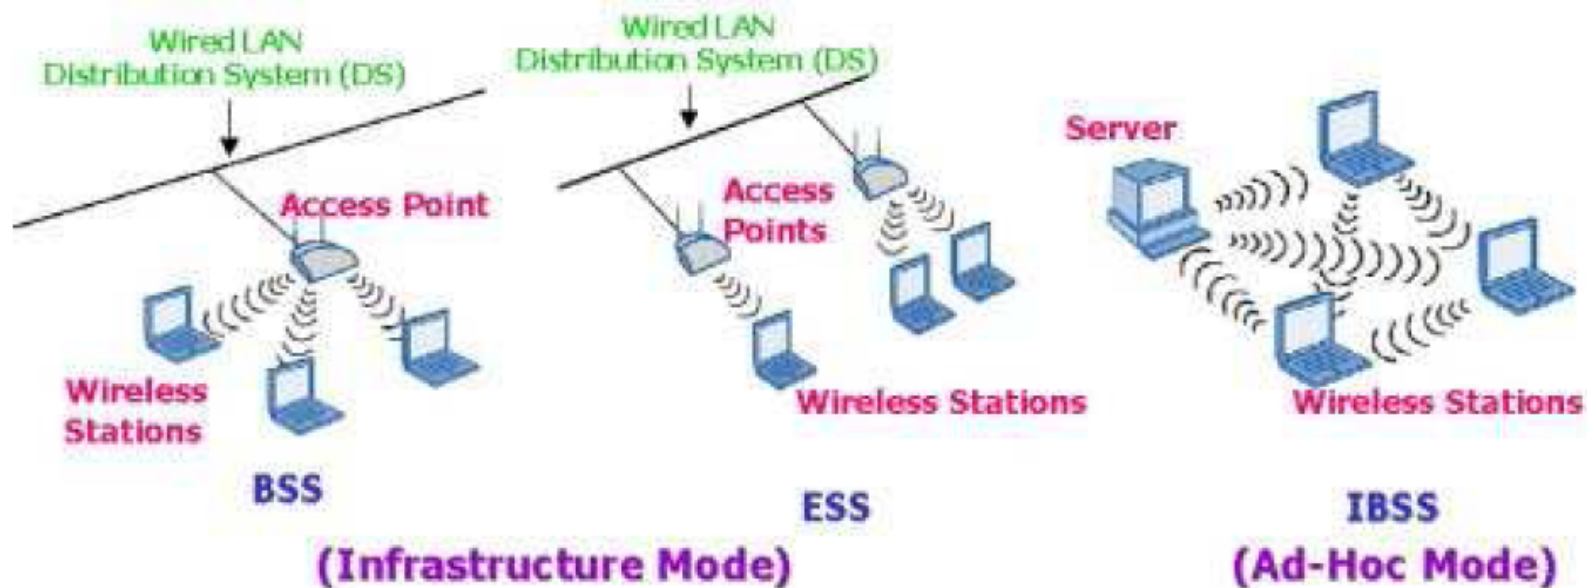 Wired LAN
Distribution System (DS)
Access Point
Wireless
Stations
BSS
Wired LAN
Distribution System (DS)
Access
Points
Wireless Stations
ESS
(Infrastructure Mode)
Server
Wireless Stations
IBSS
(Ad-Hoc Mode)